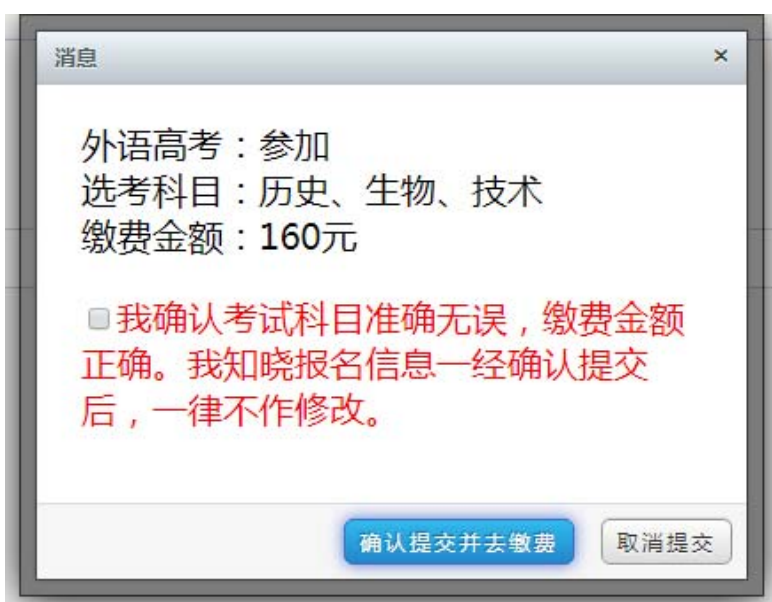 消息
×
外语高考：参加
选考科目：历史、生物、技术
缴费金额：160元
我确认考试科目准确无误，缴费金额
正确。我知晓报名信息一经确认提交
后，一律不作修改。
确认提交并去缴费
取消提交